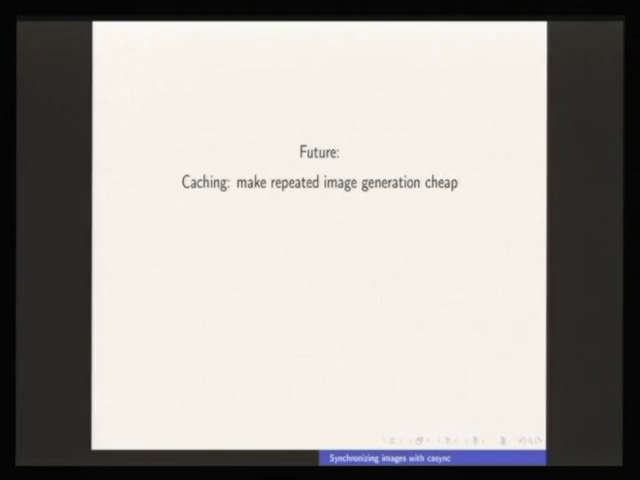 Future:
Caching: make repeated image generation cheap
Synchronizing images with casync